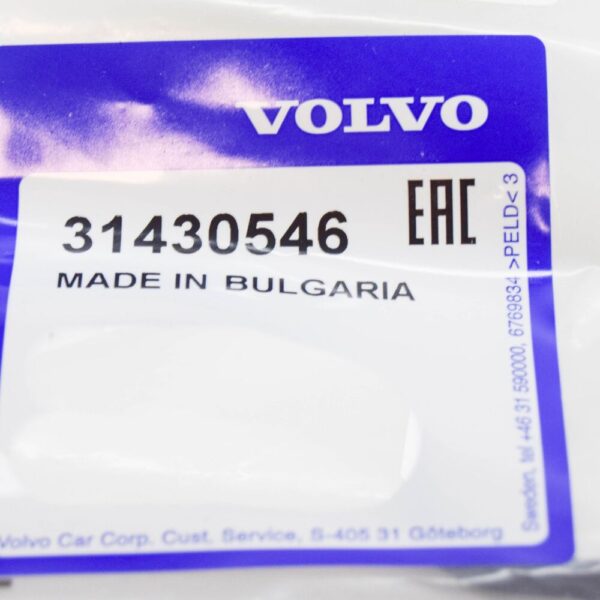 VOLVO
31430546
EAC
MADE IN BULGARIA
Volvo Car Corp. Cust. Service, S-405 31 Göteborg
Sweden, tel +46 31 590000, 6769834 >PELD< 3